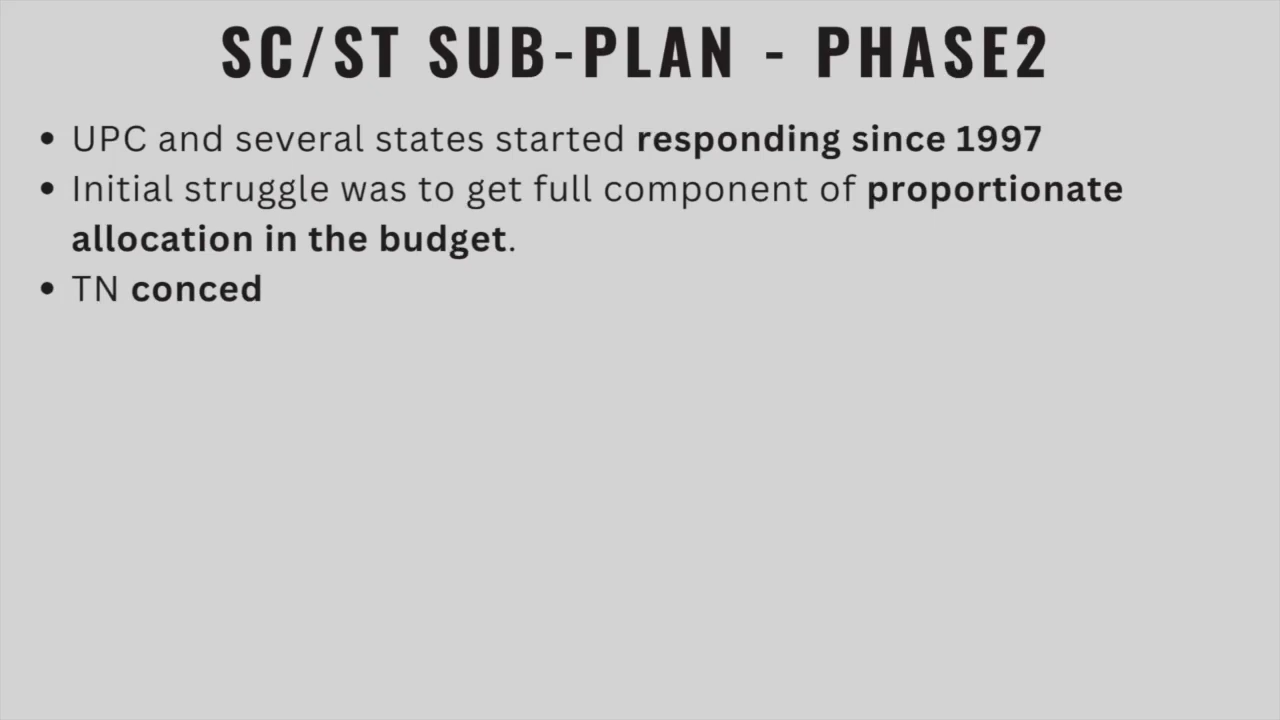 SC/ST SUB-PLAN - PHASE2
• UPC and several states started responding since 1997
• Initial struggle was to get full component of proportionate
allocation in the budget.
• TN conced